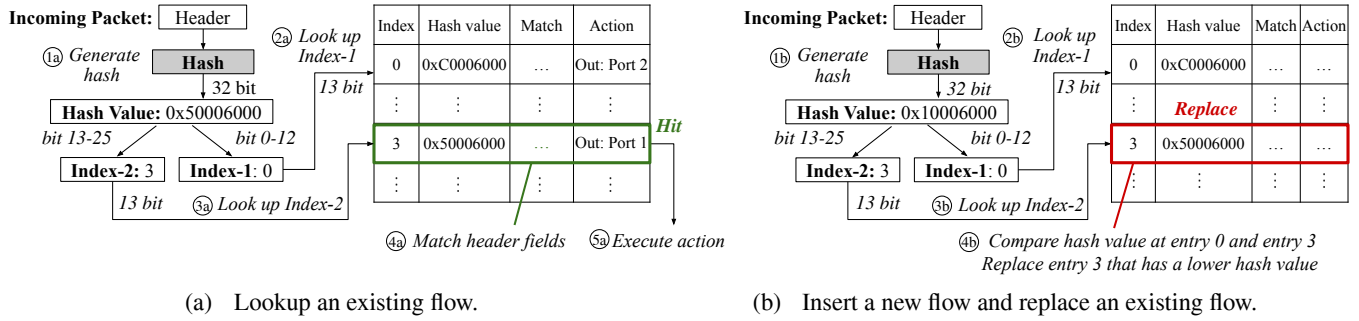 Incoming Packet: Header
1a Generate hash
Hash
32 bit
Hash Value: 0x50006000
bit 13-25
bit 0-12
Index-2: 3
Index-1: 0
13 bit
3a Look up Index-2
2a Look up
Index-1
13 bit
Index Hash value Match Action
0 0xC0006000 … Out: Port 2
⋮ ⋮ ⋮ ⋮
Hit
3 0x50006000 … Out: Port 1
⋮ ⋮ ⋮ ⋮
4a Match header fields
5a Execute action
(a) Lookup an existing flow.
Incoming Packet: Header
1b Generate
hash
Hash
32 bit
Hash Value: 0x10006000
bit 13-25
bit 0-12
Index-2: 3
Index-1: 0
13 bit
3b Look up Index-2
2b Look up
Index-1
13 bit
Index Hash value Match Action
0 0xC0006000 … …
⋮ ⋮ ⋮ ⋮
Replace
3 0x50006000 … …
⋮ ⋮ ⋮ ⋮
4b Compare hash value at entry 0 and entry 3
Replace entry 3 that has a lower hash value
(b) Insert a new flow and replace an existing flow.